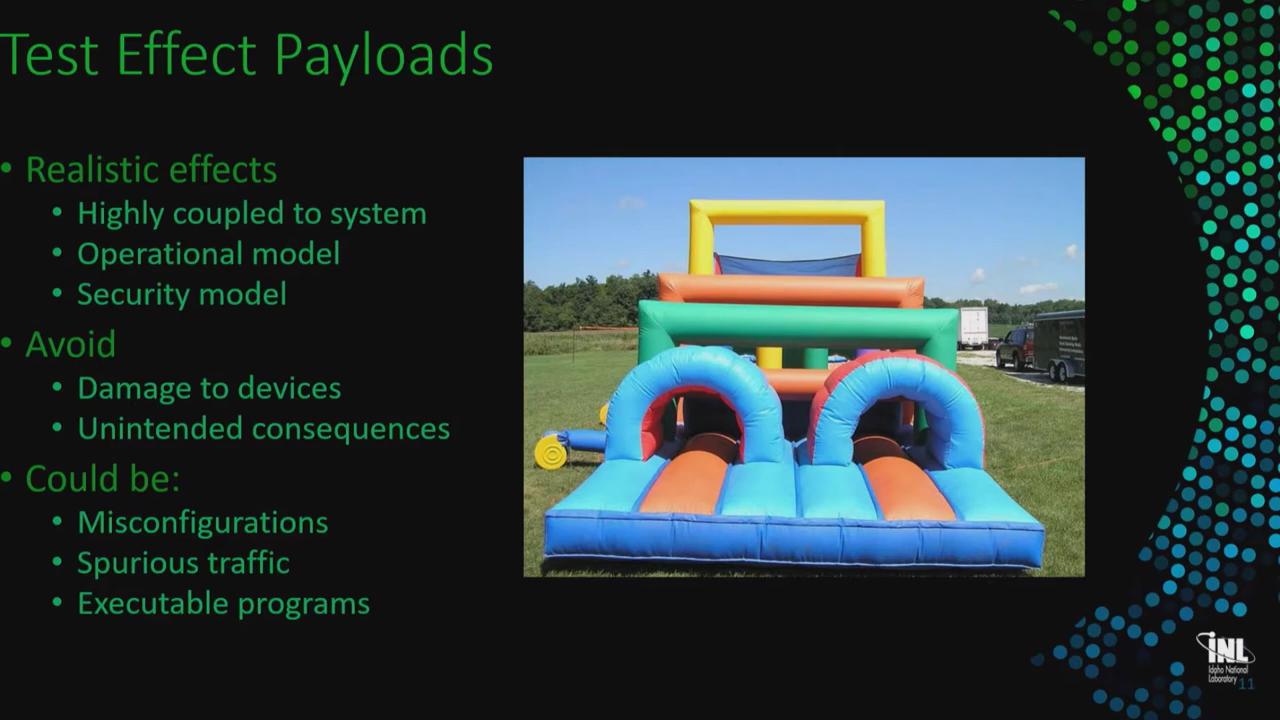 Test Effect Payloads
• Realistic effects
• Highly coupled to system
• Operational model
• Security model
• Avoid
• Damage to devices
• Unintended consequences
• Could be:
• Misconfigurations
• Spurious traffic
• Executable programs
INL
Idaho National
Laboratory
11